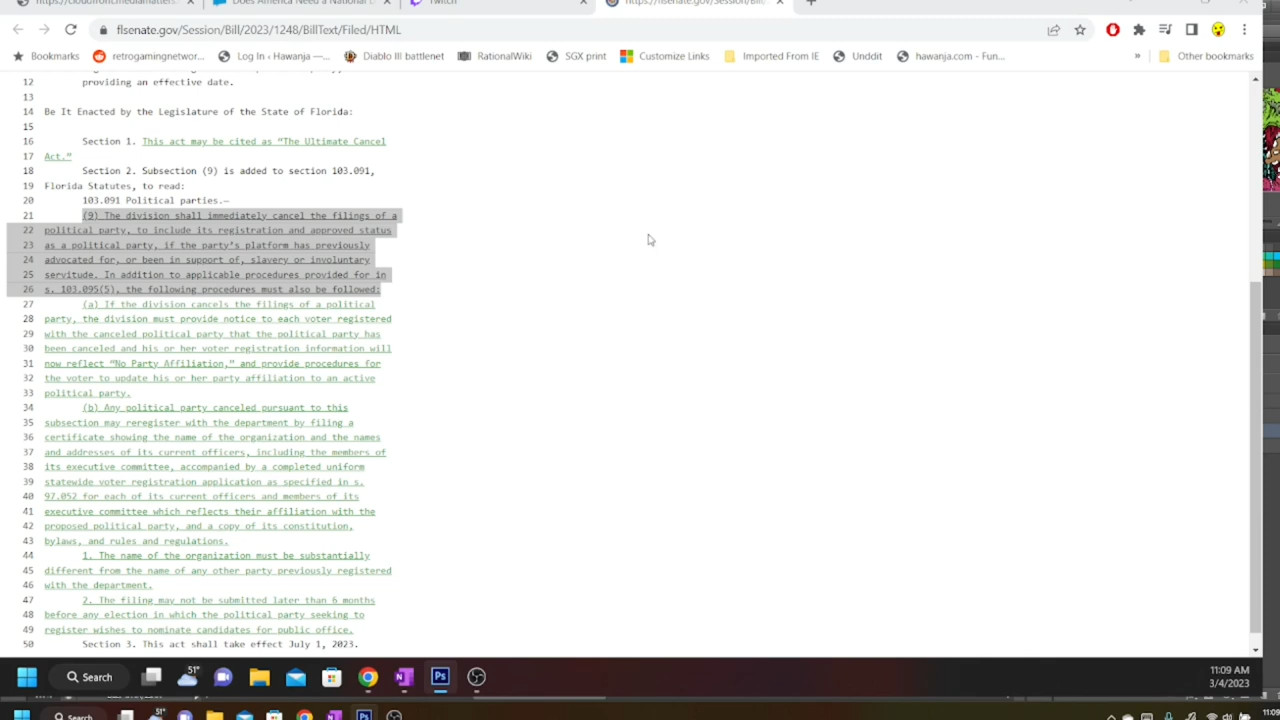 https://cloudfront.mediamatters.
Does America Need a National D
Twitch
https://flsenate.gov/Session/Bill
flsenate.gov/Session/Bill/2023/1248/BillText/Filed/HTML
Bookmarks retrogamingnetwor... Log In ‹ Hawanja —... Diablo III battlenet RationalWiki SGX print Customize Links Imported From IE Unddit hawanja.com - Fun... » Other bookmarks
12 providing an effective date.
13
14 Be It Enacted by the Legislature of the State of Florida:
15
16 Section 1. This act may be cited as “The Ultimate Cancel
17 Act.”
18 Section 2. Subsection (9) is added to section 103.091,
19 Florida Statutes, to read:
20 103.091 Political parties.—
21 (9) The division shall immediately cancel the filings of a
22 political party, to include its registration and approved status
23 as a political party, if the party’s platform has previously
24 advocated for, or been in support of, slavery or involuntary
25 servitude. In addition to applicable procedures provided for in
26 s. 103.095(5), the following procedures must also be followed:
27 (a) If the division cancels the filings of a political
28 party, the division must provide notice to each voter registered
29 with the canceled political party that the political party has
30 been canceled and his or her voter registration information will
31 now reflect “No Party Affiliation,” and provide procedures for
32 the voter to update his or her party affiliation to an active
33 political party.
34 (b) Any political party canceled pursuant to this
35 subsection may reregister with the department by filing a
36 certificate showing the name of the organization and the names
37 and addresses of its current officers, including the members of
38 its executive committee, accompanied by a completed uniform
39 statewide voter registration application as specified in s.
40 97.052 for each of its current officers and members of its
41 executive committee which reflects their affiliation with the
42 proposed political party, and a copy of its constitution,
43 bylaws, and rules and regulations.
44 1. The name of the organization must be substantially
45 different from the name of any other party previously registered
46 with the department.
47 2. The filing may not be submitted later than 6 months
48 before any election in which the political party seeking to
49 register wishes to nominate candidates for public office.
50 Section 3. This act shall take effect July 1, 2023.
Search 51° Ps 11:09 AM
3/4/2023
Search 51° Ps 11:09